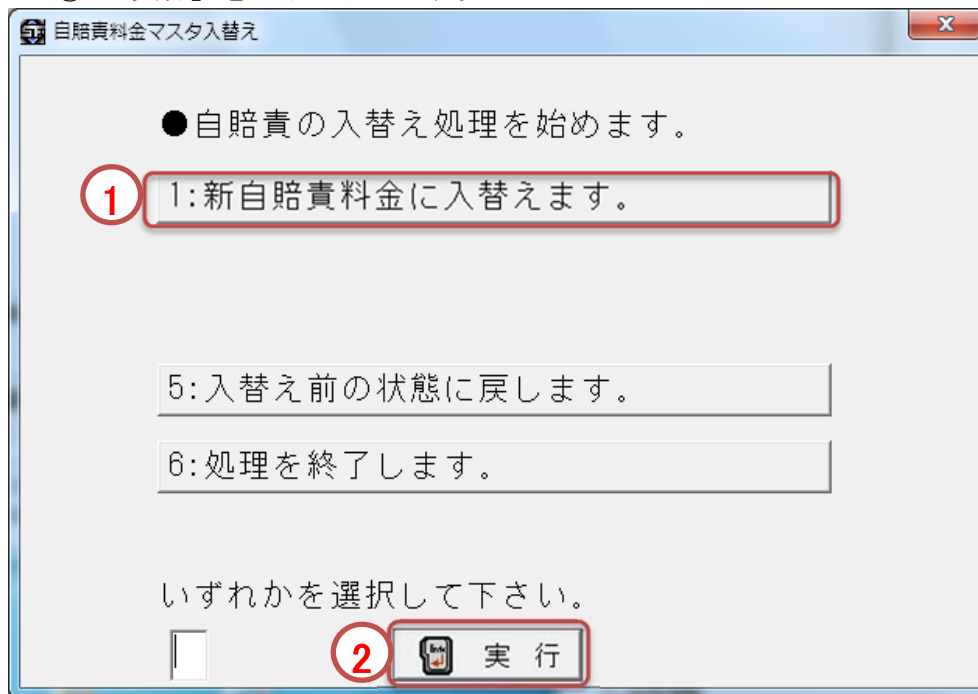 自賠責料金マスタ入替え
●自賠責の入替え処理を始めます。
① 1:新自賠責料金に入替えます。
5:入替え前の状態に戻します。
6:処理を終了します。
いずれかを選択して下さい。
② 実 行